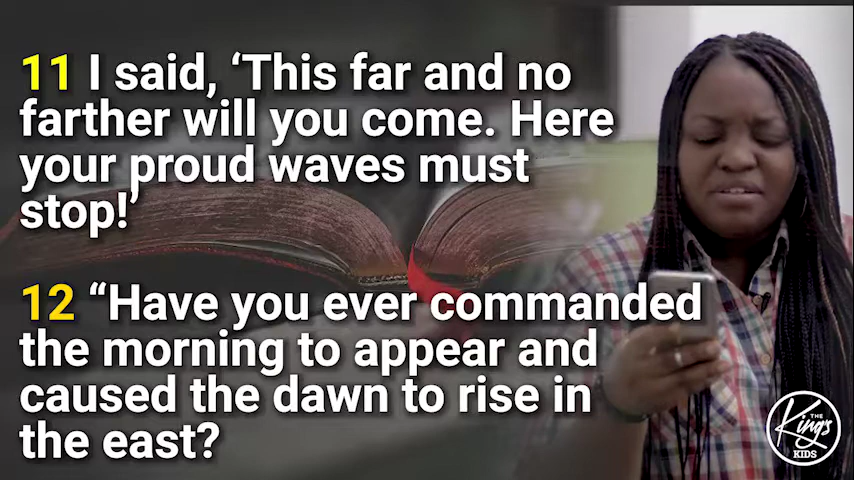 11 I said, ‘This far and no
farther will you come. Here
your proud waves must
stop!’
12 “Have you ever commanded
the morning to appear and
caused the dawn to rise in
the east?
THE
King's
KIDS